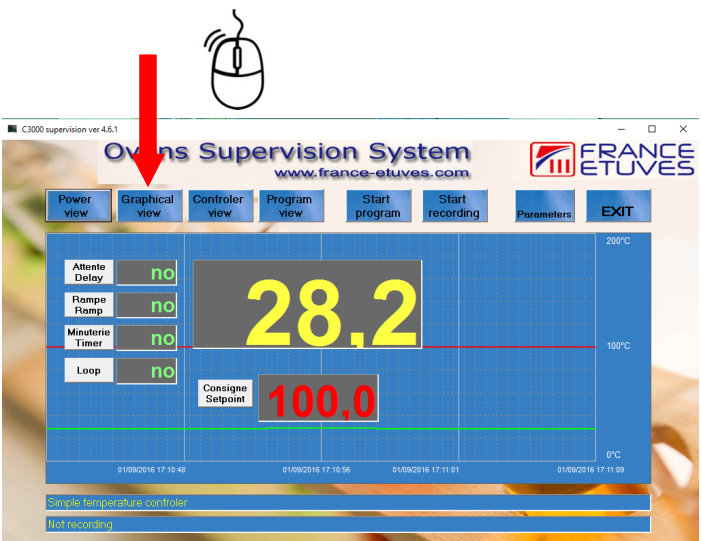 C3000 supervision ver 4.6.1
Ovens Supervision System
www.france-etuves.com
FRANCE
ETUVES
Power
view
Graphical
view
Controler
view
Program
view
Start
program
Start
recording
Parameters
EXIT
200°C
Attente
Delay
no
Rampe
Ramp
no
Minuterie
Timer
no
Loop
no
28,2
100°C
Consigne
Setpoint
100,0
0°C
01/09/2016 17:10:48
01/09/2016 17:10:56
01/09/2016 17:11:01
01/09/2016 17:11:09
Simple temperature controler
Not recording.